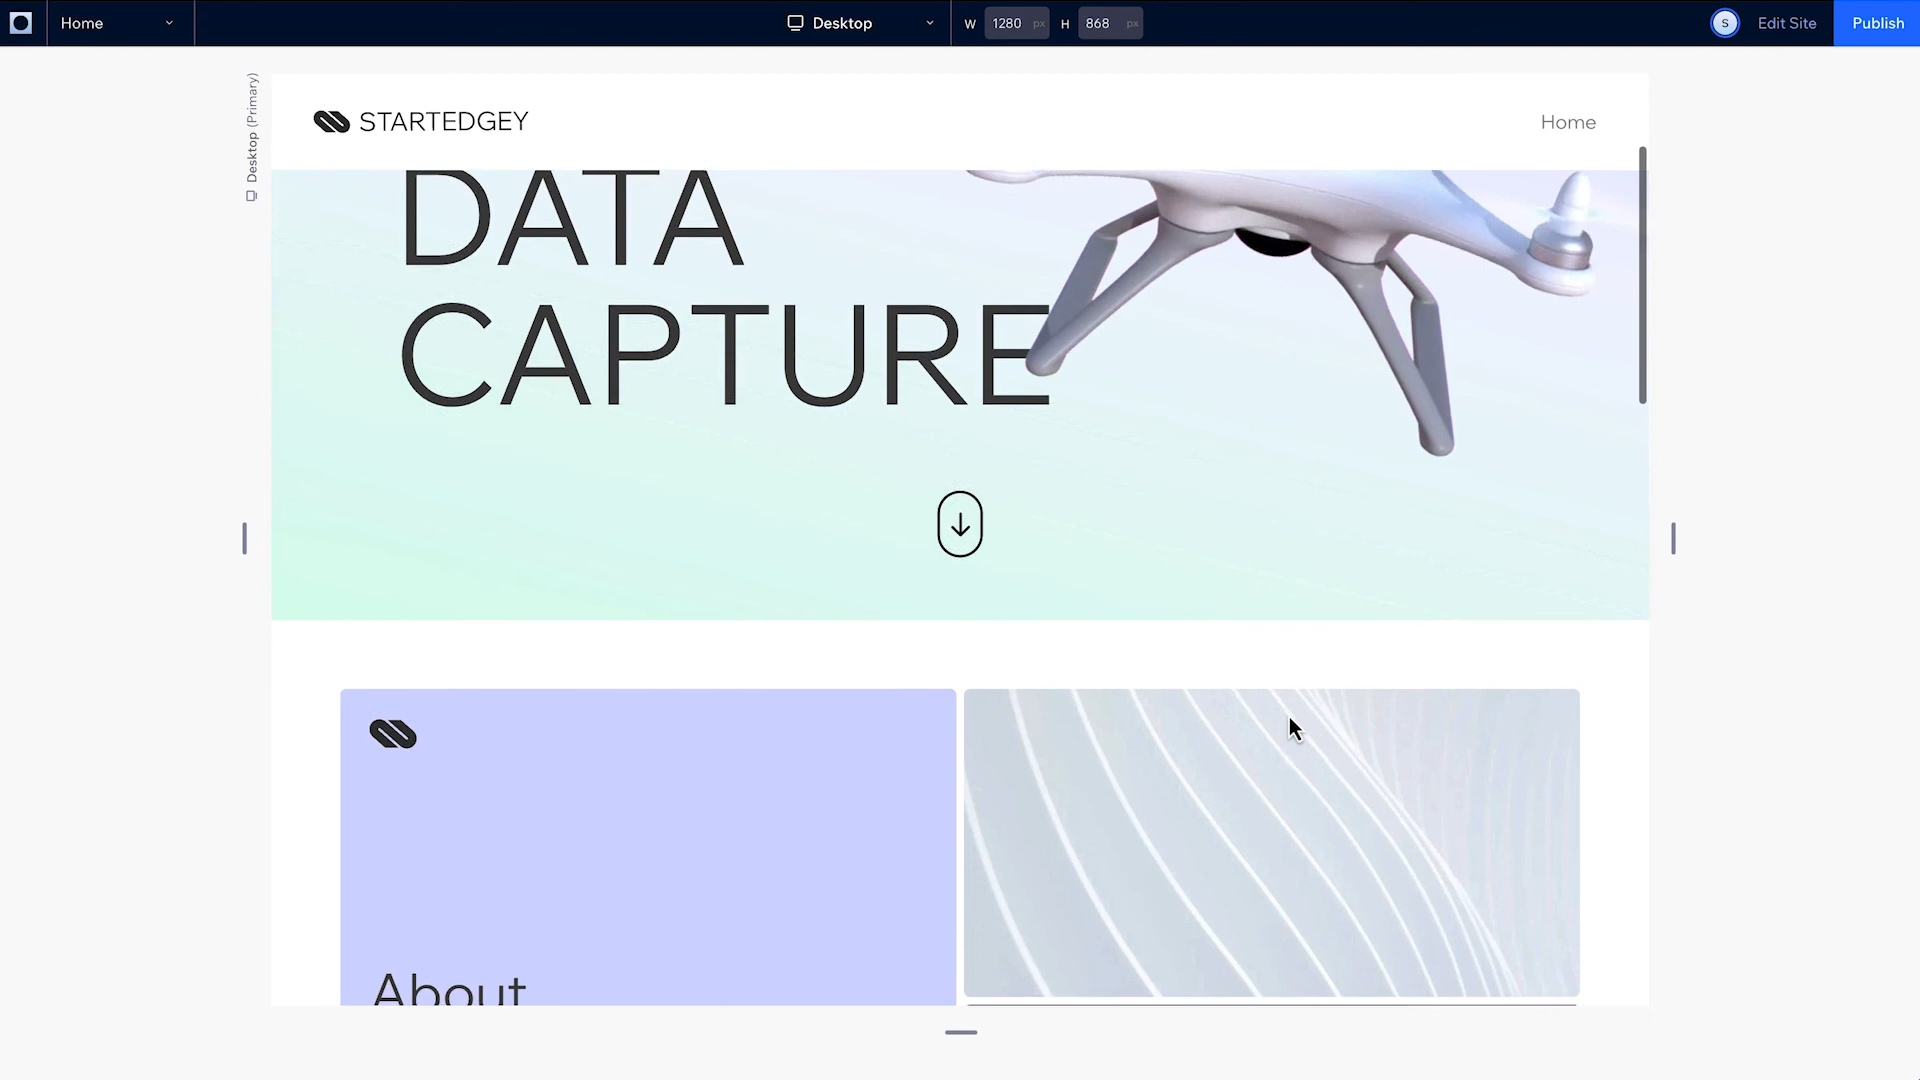 Home
Desktop
W 1280 px H 868 px
S
Edit Site
Publish
Desktop (Primary)
STARTEDGEY
Home
DATA
CAPTURE
About